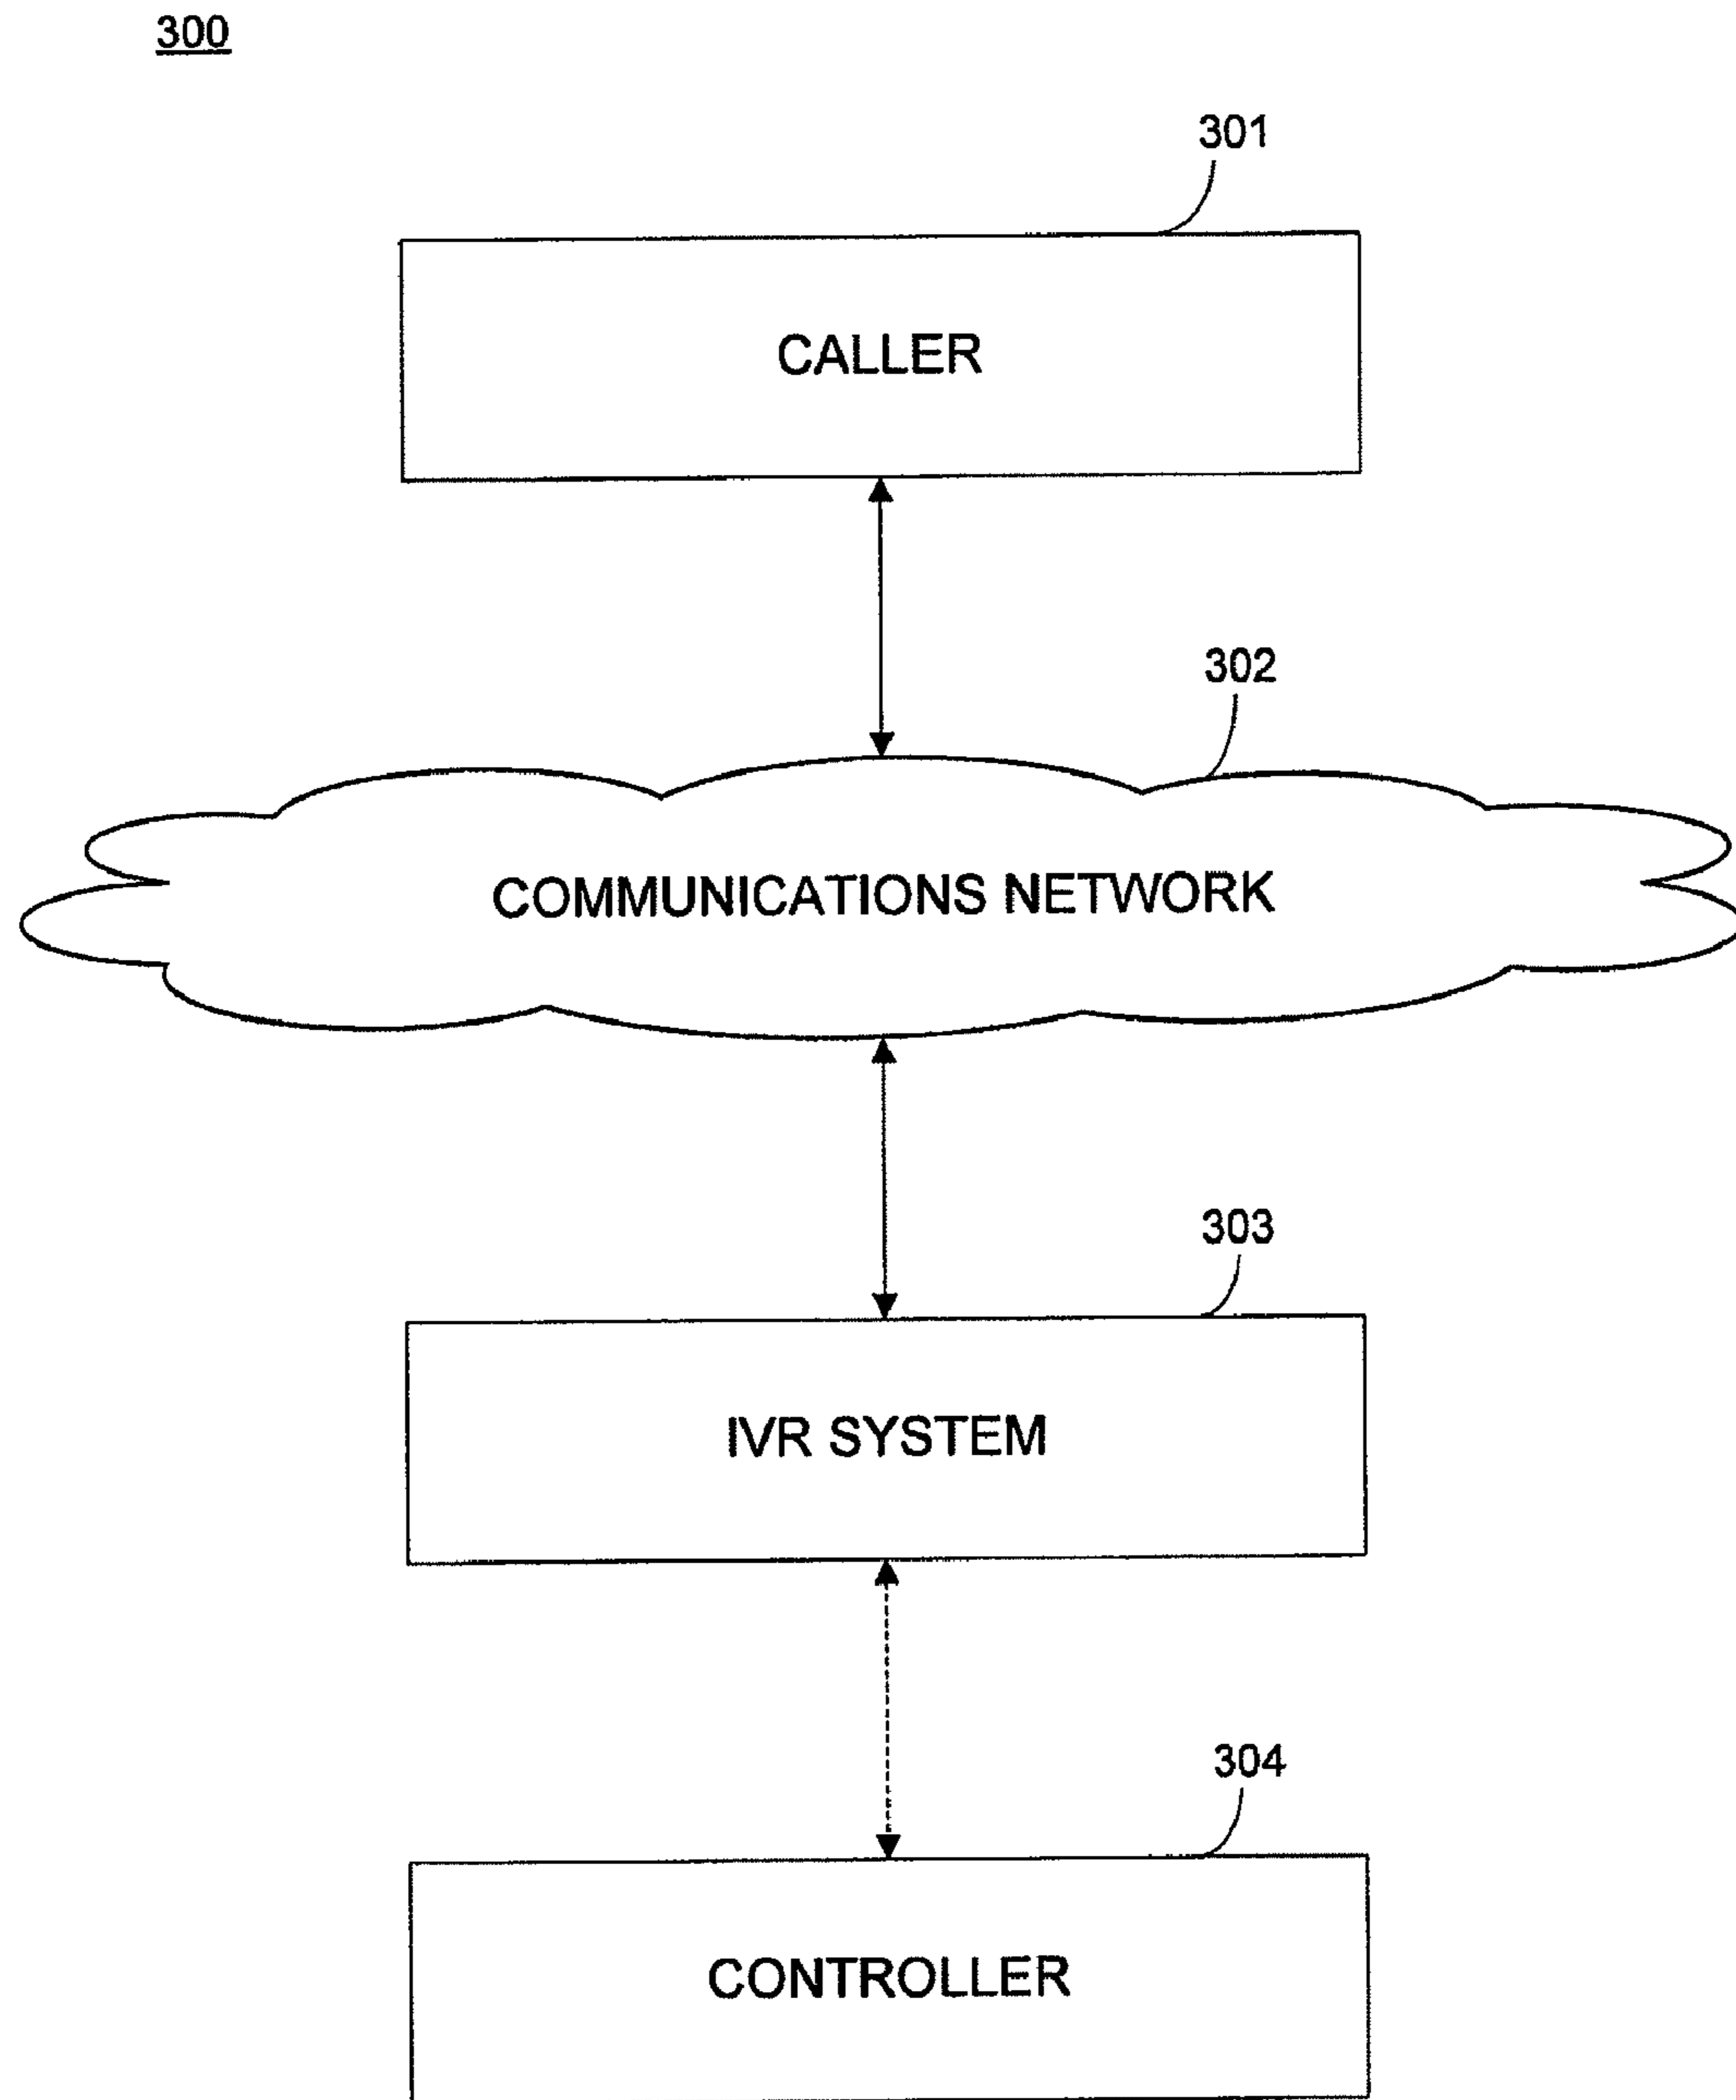 300
301
CALLER
302
COMMUNICATIONS NETWORK
303
IVR SYSTEM
304
CONTROLLER